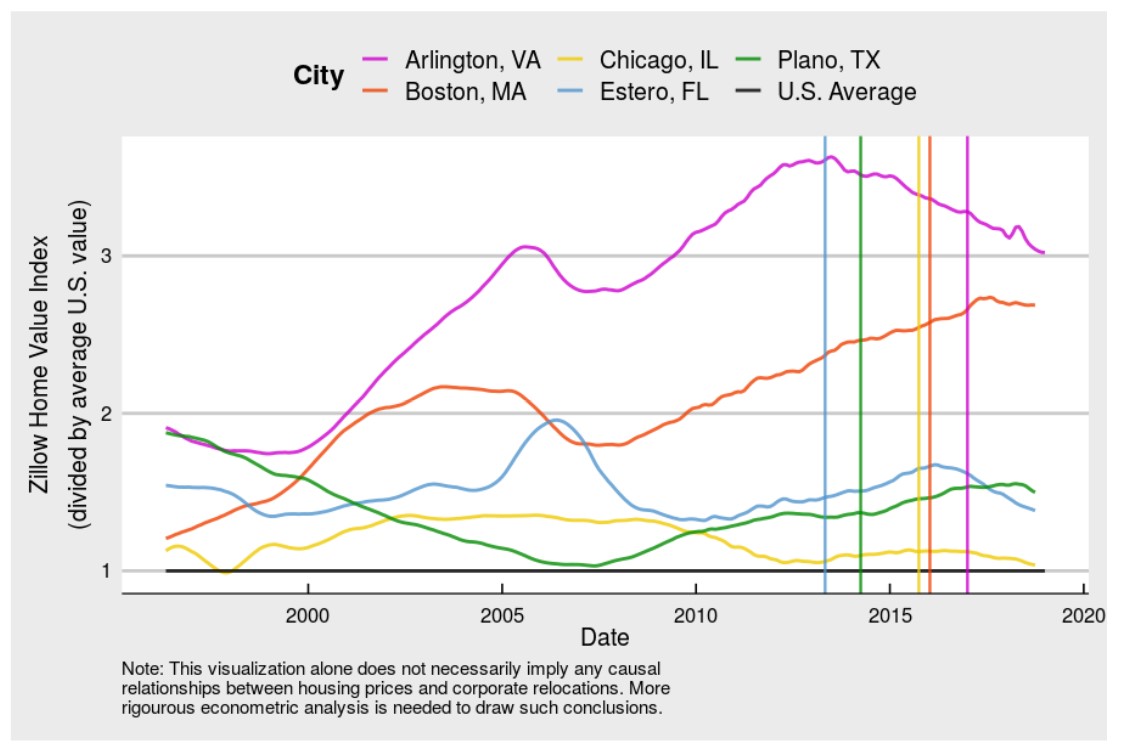 City
Arlington, VA
Chicago, IL
Plano, TX
Boston, MA
Estero, FL
U.S. Average
Zillow Home Value Index
(divided by average U.S. value)
3
2
1
2000
2005
2010
2015
2020
Date
Note: This visualization alone does not necessarily imply any causal
relationships between housing prices and corporate relocations. More
rigourous econometric analysis is needed to draw such conclusions.